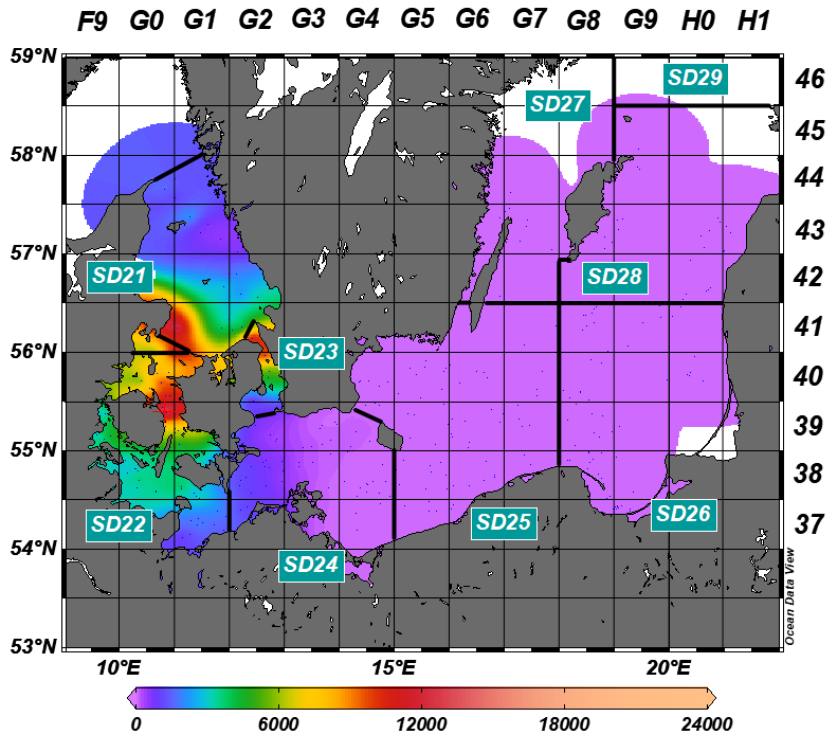 F9 G0 G1 G2 G3 G4 G5 G6 G7 G8 G9 H0 H1
59°N
SD29
46
SD27
45
58°N
44
43
57°N
SD21
SD28
42
41
56°N
SD23
40
39
55°N
38
SD22
SD25
SD26
37
54°N
SD24
Ocean Data View
53°N
10°E 15°E 20°E
0 6000 12000 18000 24000